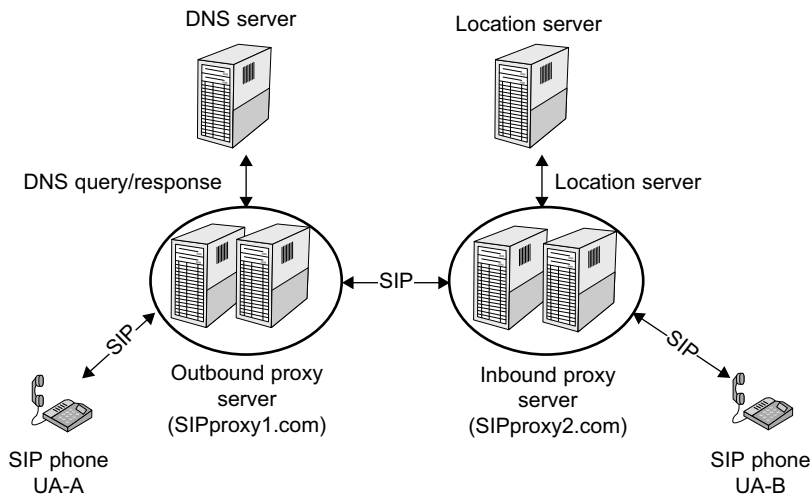 DNS server
Location server
DNS query/response
Location server
SIP
SIP
SIP
Outbound proxy
server
(SIPproxy1.com)
Inbound proxy
server
(SIPproxy2.com)
SIP phone
UA-A
SIP phone
UA-B